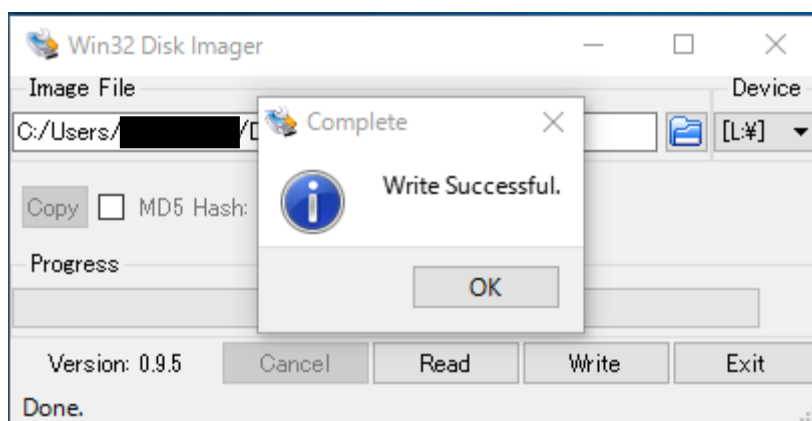 Win32 Disk Imager
Image File
Device
C:/Users/
[L:¥]
Complete
Write Successful.
OK
Copy
MD5 Hash:
Progress
Version: 0.9.5
Cancel
Read
Write
Exit
Done.